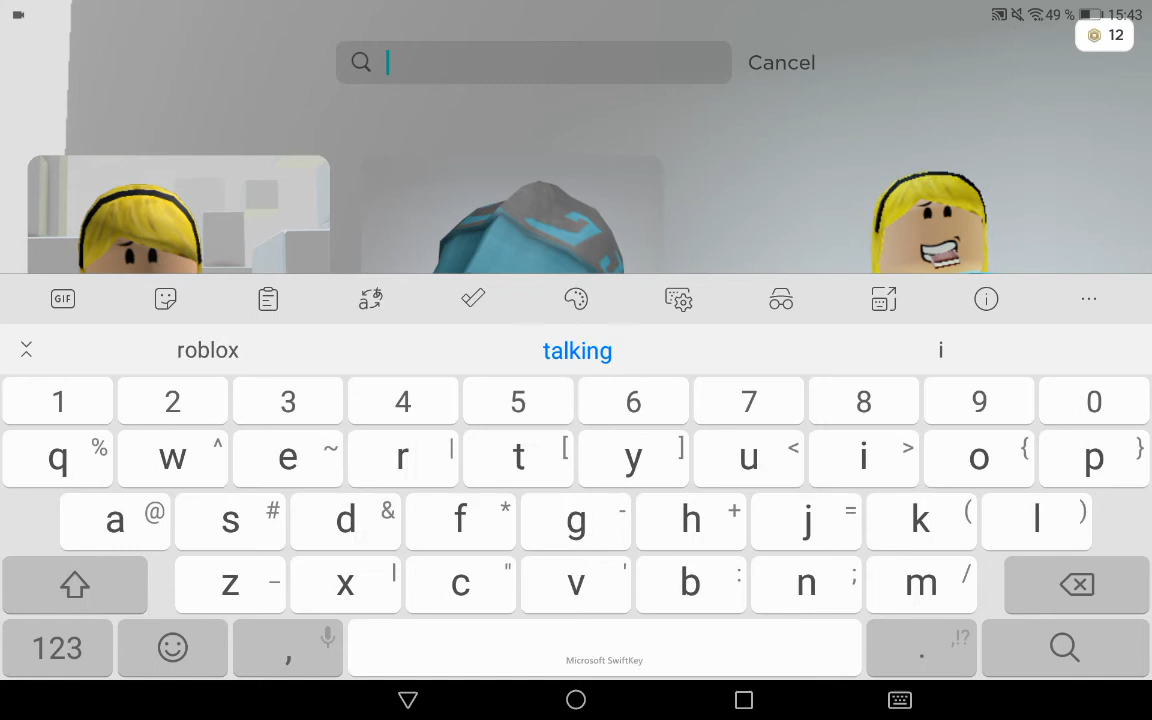 49 % 15:43
12
Cancel
GIF
roblox talking i
1 2 3 4 5 6 7 8 9 0
q % w ^ e ~ r | t [ y ] u < i > o { p }
a @ s # d & f * g - h + j = k ( l )
z _ x | c " v ' b : n ; m /
123 , Microsoft SwiftKey . ,!?